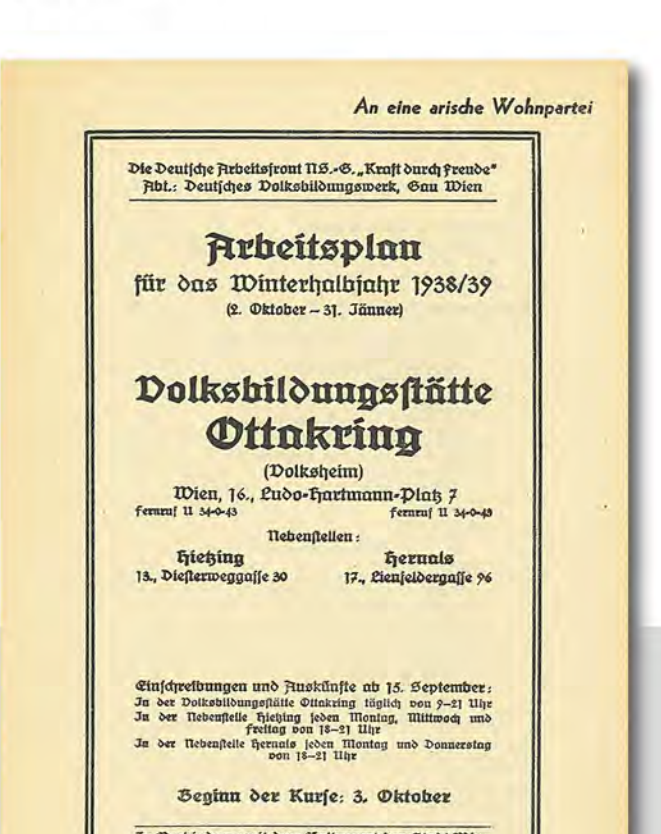 An eine arische Wohnpartei
Die Deutsche Arbeitsfront NS.-G. „Kraft durch Freude"
Abt.: Deutsches Volksbildungswerk, Gau Wien
Arbeitsplan
für das Winterhalbjahr 1938/39
(2. Oktober – 31. Jänner)
Volksbildungsstätte
Ottakring
(Volksheim)
Wien, 16., Ludo-Hartmann-Platz 7
Fernruf U 34-0-43 Fernruf U 34-0-43
Nebenstellen:
Hietzing Hernals
13., Diesterweggasse 30 17., Lienfeldergasse 96
Einschreibungen und Auskünfte ab 15. September:
In der Volksbildungsstätte Ottakring täglich von 9–21 Uhr
In der Nebenstelle Hietzing jeden Montag, Mittwoch und
Freitag von 18–21 Uhr
In der Nebenstelle Hernals jeden Montag und Donnerstag
von 18–21 Uhr
Beginn der Kurse: 3. Oktober